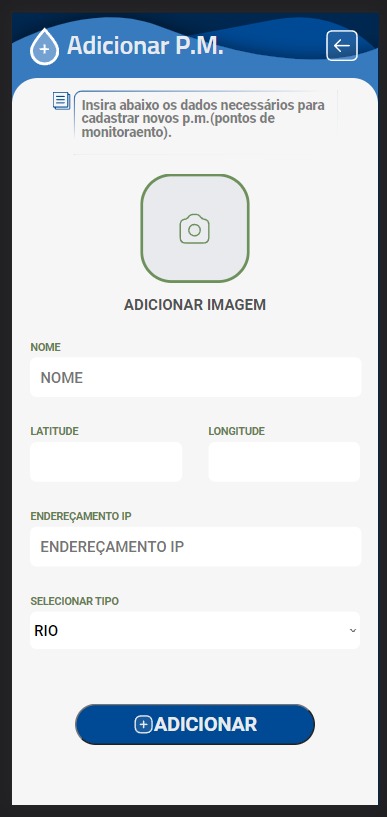 Adicionar P.M.
Insira abaixo os dados necessários para
cadastrar novos p.m.(pontos de
monitoraento).
ADICIONAR IMAGEM
NOME
NOME
LATITUDE LONGITUDE
ENDEREÇAMENTO IP
ENDEREÇAMENTO IP
SELECIONAR TIPO
RIO
ADICIONAR